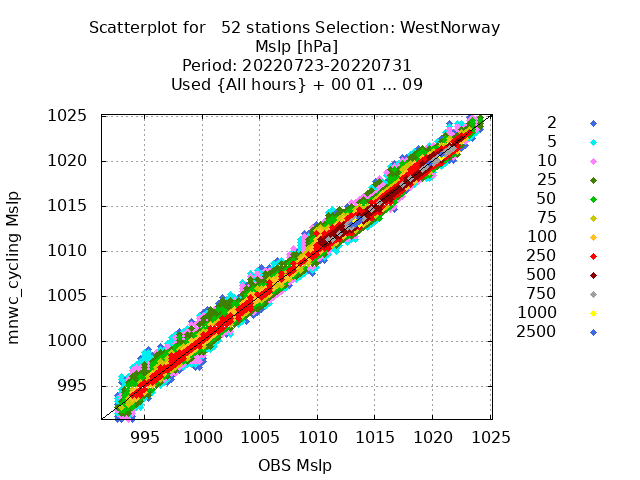 Scatterplot for   52 stations Selection: WestNorway
Mslp [hPa]
Period: 20220723-20220731
Used {All hours} + 00 01 ... 09
1025
1020
1015
1010
1005
1000
995
mnwc_cycling Mslp
995 1000 1005 1010 1015 1020 1025
OBS Mslp
2
5
10
25
50
75
100
250
500
750
1000
2500